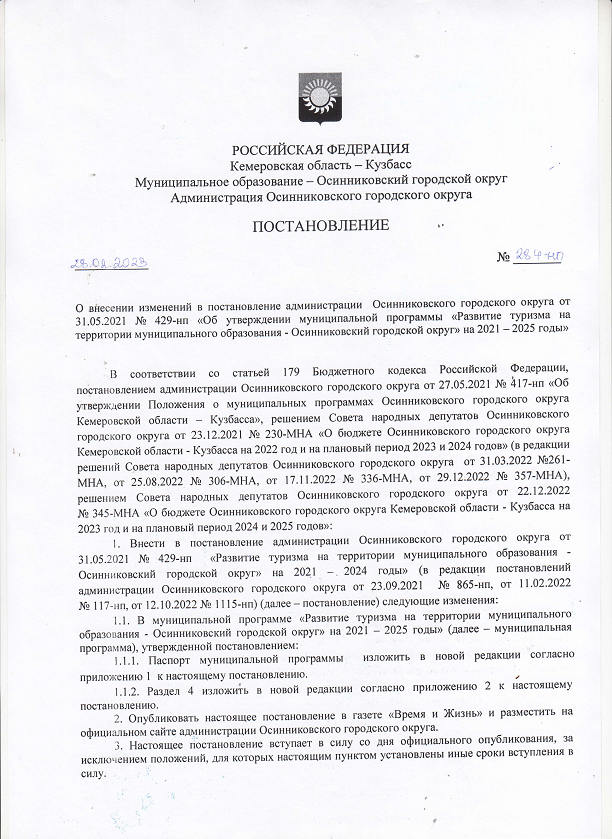 РОССИЙСКАЯ ФЕДЕРАЦИЯ
Кемеровская область – Кузбасс
Муниципальное образование – Осинниковский городской округ
Администрация Осинниковского городского округа
ПОСТАНОВЛЕНИЕ
2023 № 284-нп
О внесении изменений в постановление администрации Осинниковского городского округа от
31.05.2021 № 429-нп «Об утверждении муниципальной программы «Развитие туризма на
территории муниципального образования - Осинниковский городской округ» на 2021 – 2025 годы»
В соответствии со статьей 179 Бюджетного кодекса Российской Федерации,
постановлением администрации Осинниковского городского округа от 27.05.2021 № 417-нп «Об
утверждении Положения о муниципальных программах Осинниковского городского округа
Кемеровской области – Кузбасса», решением Совета народных депутатов Осинниковского
городского округа от 23.12.2021 № 230-МНА «О бюджете Осинниковского городского округа
Кемеровской области - Кузбасса на 2022 год и на плановый период 2023 и 2024 годов» (в редакции
решений Совета народных депутатов Осинниковского городского округа от 31.03.2022 №261-
МНА, от 25.08.2022 № 306-МНА, от 17.11.2022 № 336-МНА, от 29.12.2022 № 357-МНА),
решением Совета народных депутатов Осинниковского городского округа от 22.12.2022
№ 345-МНА «О бюджете Осинниковского городского округа Кемеровской области - Кузбасса на
2023 год и на плановый период 2024 и 2025 годов»:
1. Внести в постановление администрации Осинниковского городского округа от
31.05.2021 № 429-нп «Развитие туризма на территории муниципального образования -
Осинниковский городской округ» на 2021 – 2024 годы» (в редакции постановлений
администрации Осинниковского городского округа от 23.09.2021 № 865-нп, от 11.02.2022
№ 117-нп, от 12.10.2022 № 1115-нп) (далее – постановление) следующие изменения:
1.1. В муниципальной программе «Развитие туризма на территории муниципального
образования - Осинниковский городской округ» на 2021 – 2025 годы» (далее – муниципальная
программа), утвержденной постановлением:
1.1.1. Паспорт муниципальной программы изложить в новой редакции согласно
приложению 1 к настоящему постановлению.
1.1.2. Раздел 4 изложить в новой редакции согласно приложению 2 к настоящему
постановлению.
2. Опубликовать настоящее постановление в газете «Время и Жизнь» и разместить на
официальном сайте администрации Осинниковского городского округа.
3. Настоящее постановление вступает в силу со дня официального опубликования, за
исключением положений, для которых настоящим пунктом установлены иные сроки вступления в
силу.